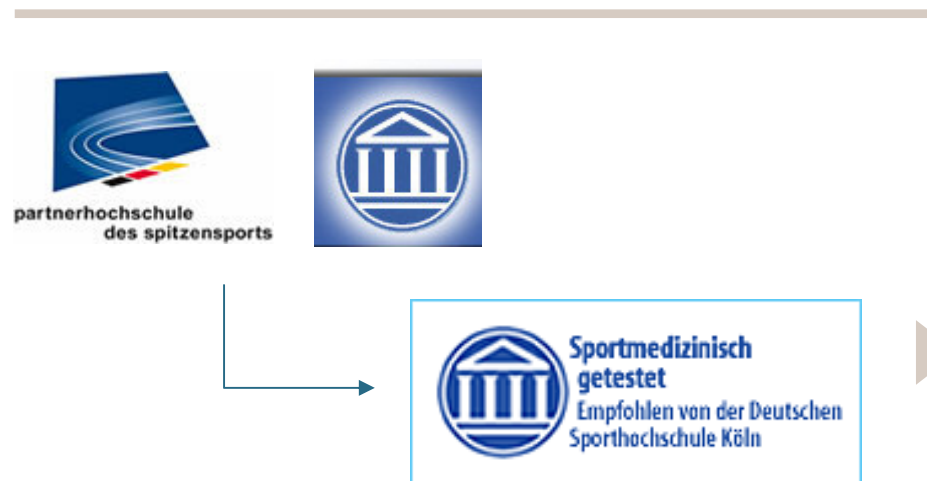 partnerhochschule
des spitzensports
Sportmedizinisch
getestet
Empfohlen von der Deutschen
Sporthochschule Köln